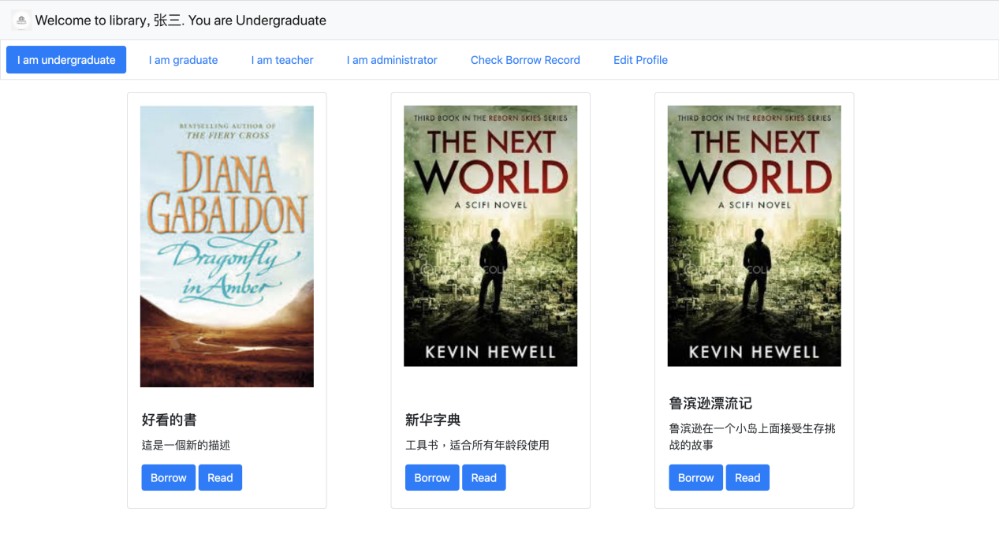 Welcome to library, 张三. You are Undergraduate
I am undergraduate
I am graduate
I am teacher
I am administrator
Check Borrow Record
Edit Profile
BESTSELLING AUTHOR OF
THE FIERY CROSS
DIANA
GABALDON
Dragonfly
in Amber
好看的書
這是一個新的描述
Borrow
Read
THIRD BOOK IN THE REBORN SKIES SERIES
THE NEXT
WORLD
A SCIFI NOVEL
KEVIN HEWELL
新华字典
工具书，适合所有年龄段使用
Borrow
Read
THIRD BOOK IN THE REBORN SKIES SERIES
THE NEXT
WORLD
A SCIFI NOVEL
KEVIN HEWELL
鲁滨逊漂流记
鲁滨逊在一个小岛上面接受生存挑
战的故事
Borrow
Read